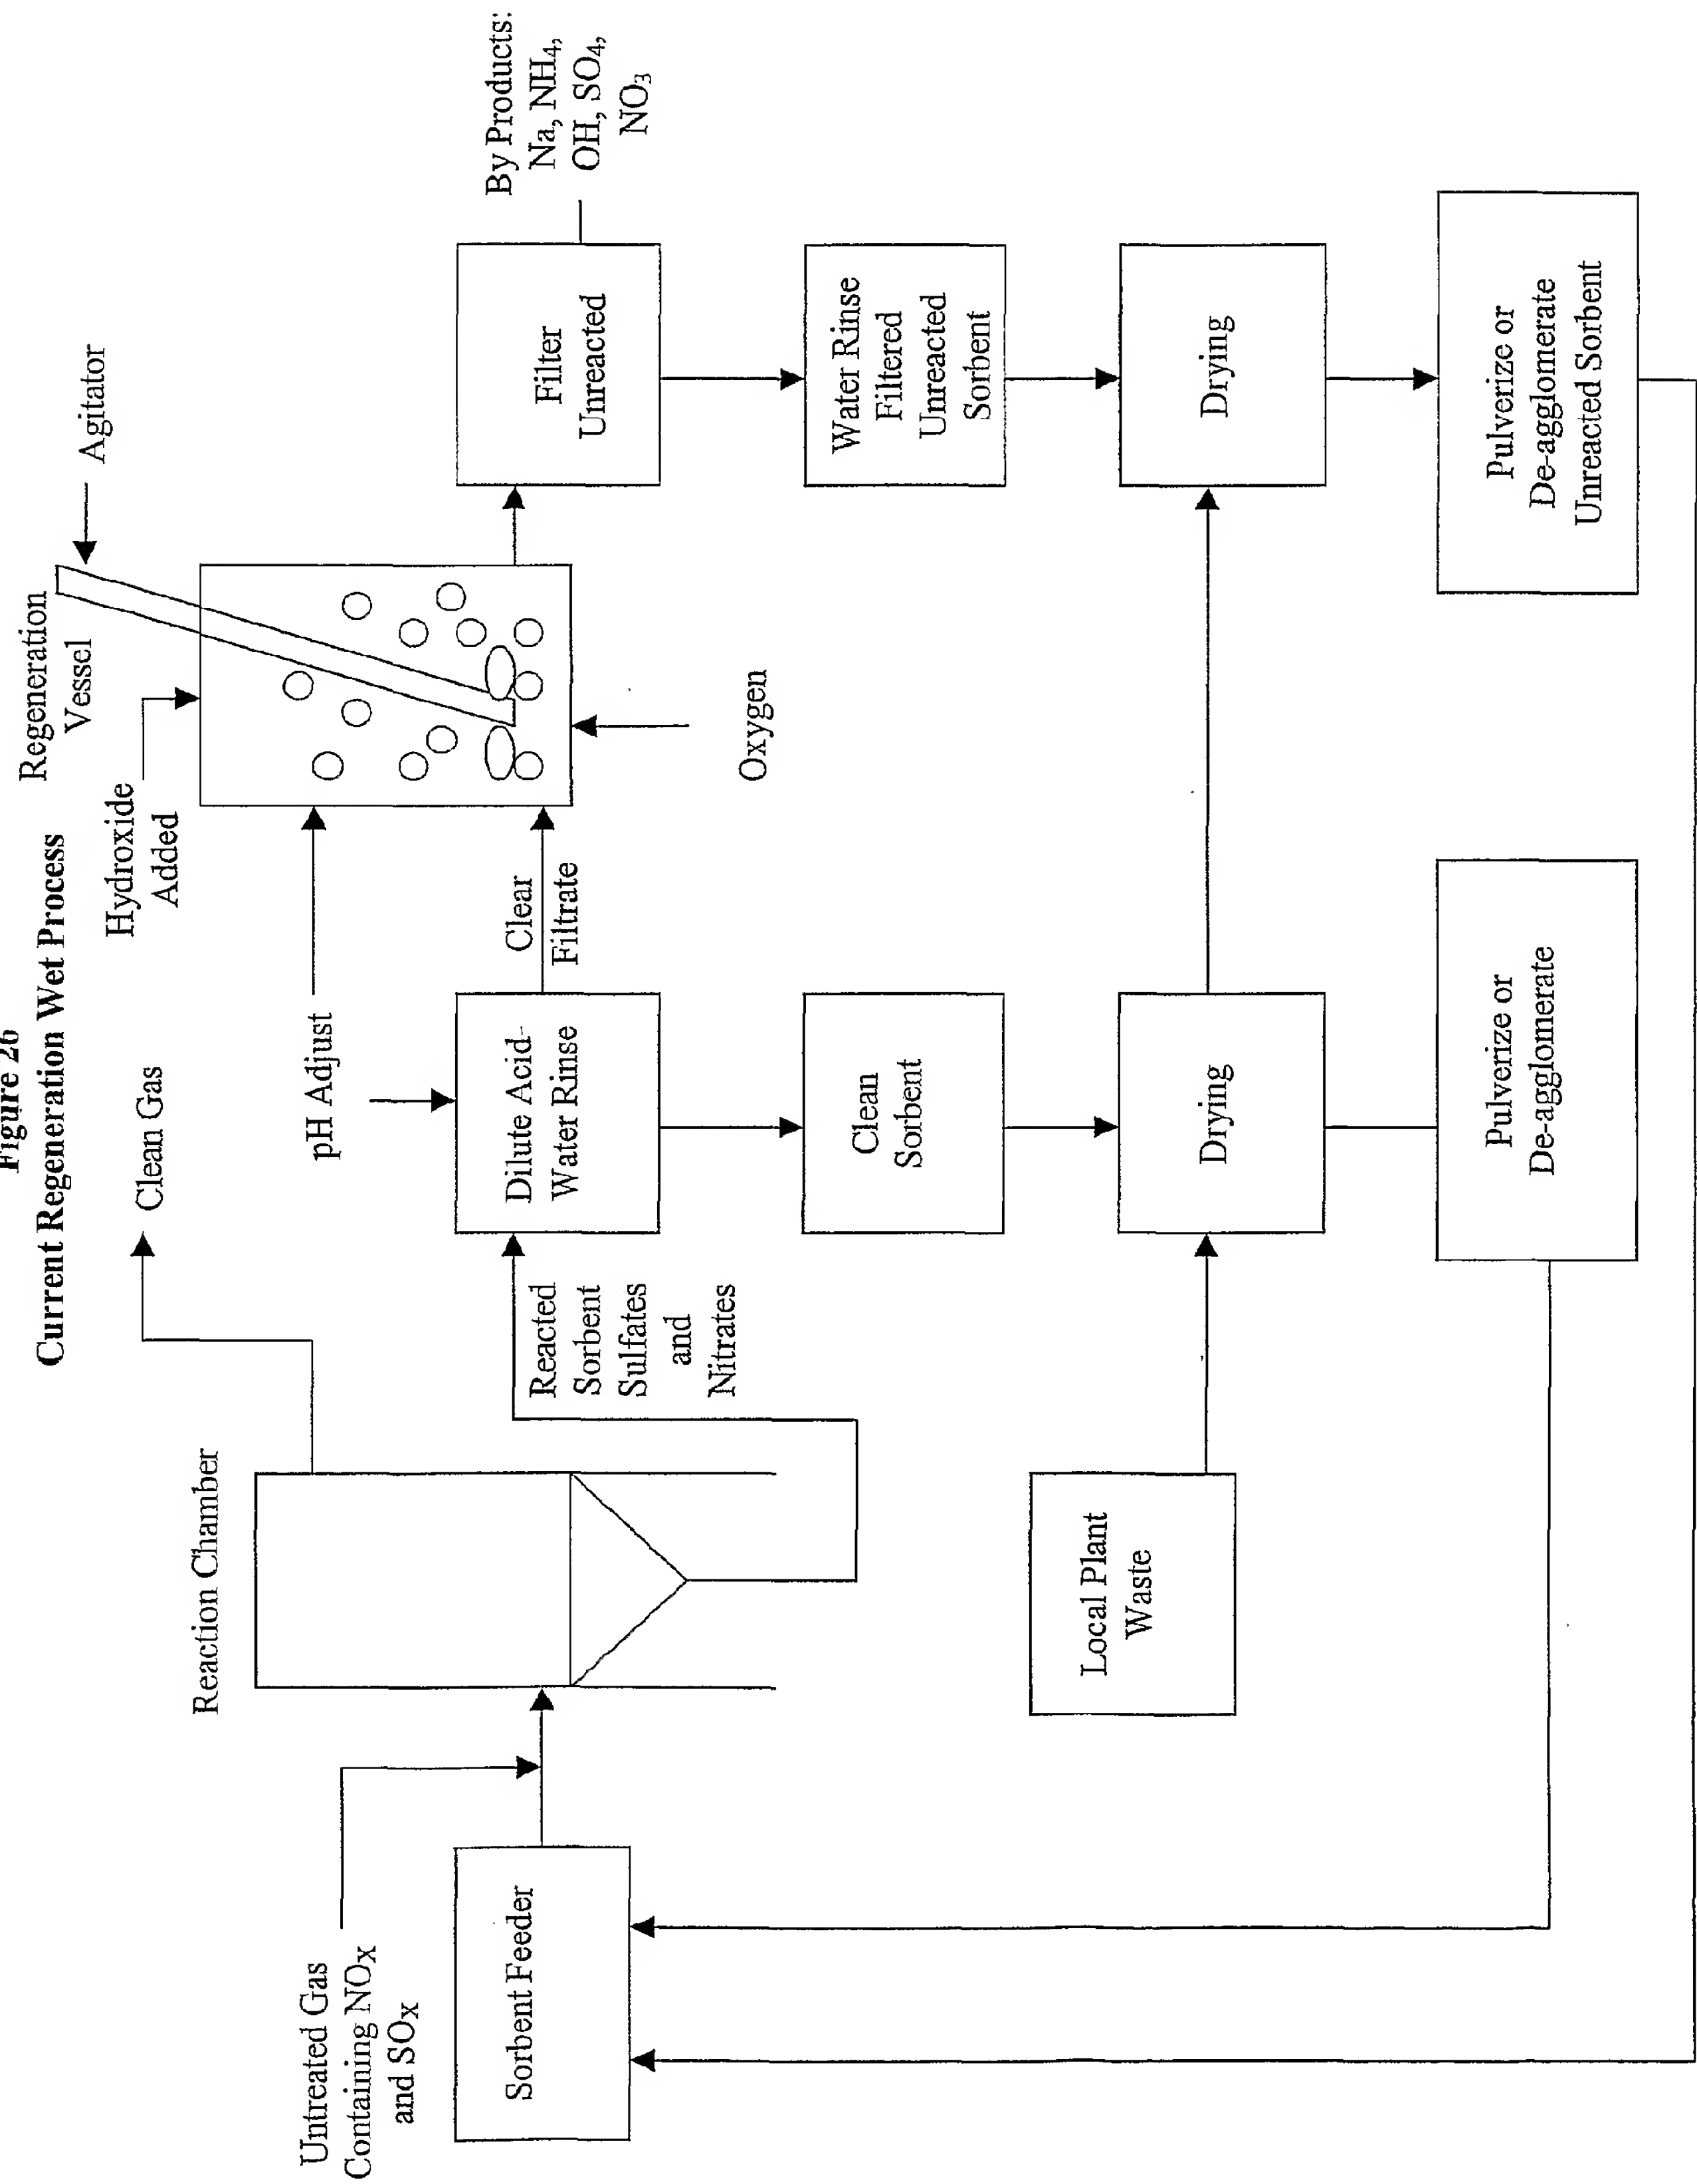 Figure 2b
Current Regeneration Wet Process
Untreated Gas
Containing NOX
and SOX
Sorbent Feeder
Reaction Chamber
Clean Gas
Reacted
Sorbent
Sulfates
and
Nitrates
pH Adjust
Dilute Acid-
Water Rinse
Clear
Filtrate
Hydroxide
Added
Regeneration
Vessel
Agitator
Oxygen
Filter
Unreacted
By Products:
Na, NH4,
OH, SO4,
NO3
Clean
Sorbent
Water Rinse
Filtered
Unreacted
Sorbent
Local Plant
Waste
Drying
Drying
Pulverize or
De-agglomerate
Pulverize or
De-agglomerate
Unreacted Sorbent